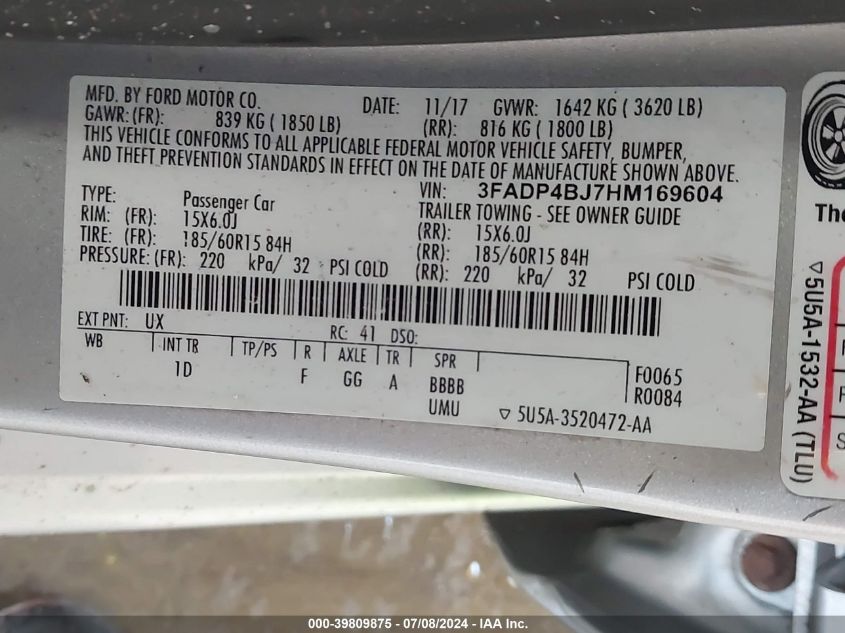 MFD. BY FORD MOTOR CO. DATE: 11/17 GVWR: 1642 KG ( 3620 LB)
GAWR: (FR): 839 KG ( 1850 LB) (RR): 816 KG ( 1800 LB)
THIS VEHICLE CONFORMS TO ALL APPLICABLE FEDERAL MOTOR VEHICLE SAFETY, BUMPER,
AND THEFT PREVENTION STANDARDS IN EFFECT ON THE DATE OF MANUFACTURE SHOWN ABOVE.
VIN: 3FADP4BJ7HM169604
TYPE: Passenger Car TRAILER TOWING - SEE OWNER GUIDE
RIM: (FR): 15X6.0J (RR): 15X6.0J
TIRE: (FR): 185/60R15 84H (RR): 185/60R15 84H
PRESSURE: (FR): 220 kPa/ 32 PSI COLD (RR): 220 kPa/ 32 PSI COLD
EXT PNT: UX RC: 41 DSO:
WB INT TR TP/PS R AXLE TR SPR
1D F GG A BBBB F0065
UMU R0084
▽ 5U5A-3520472-AA
The
▽ 5U5A-1532-AA (TLU)
F
S
000-39809875 - 07/08/2024 - IAA Inc.